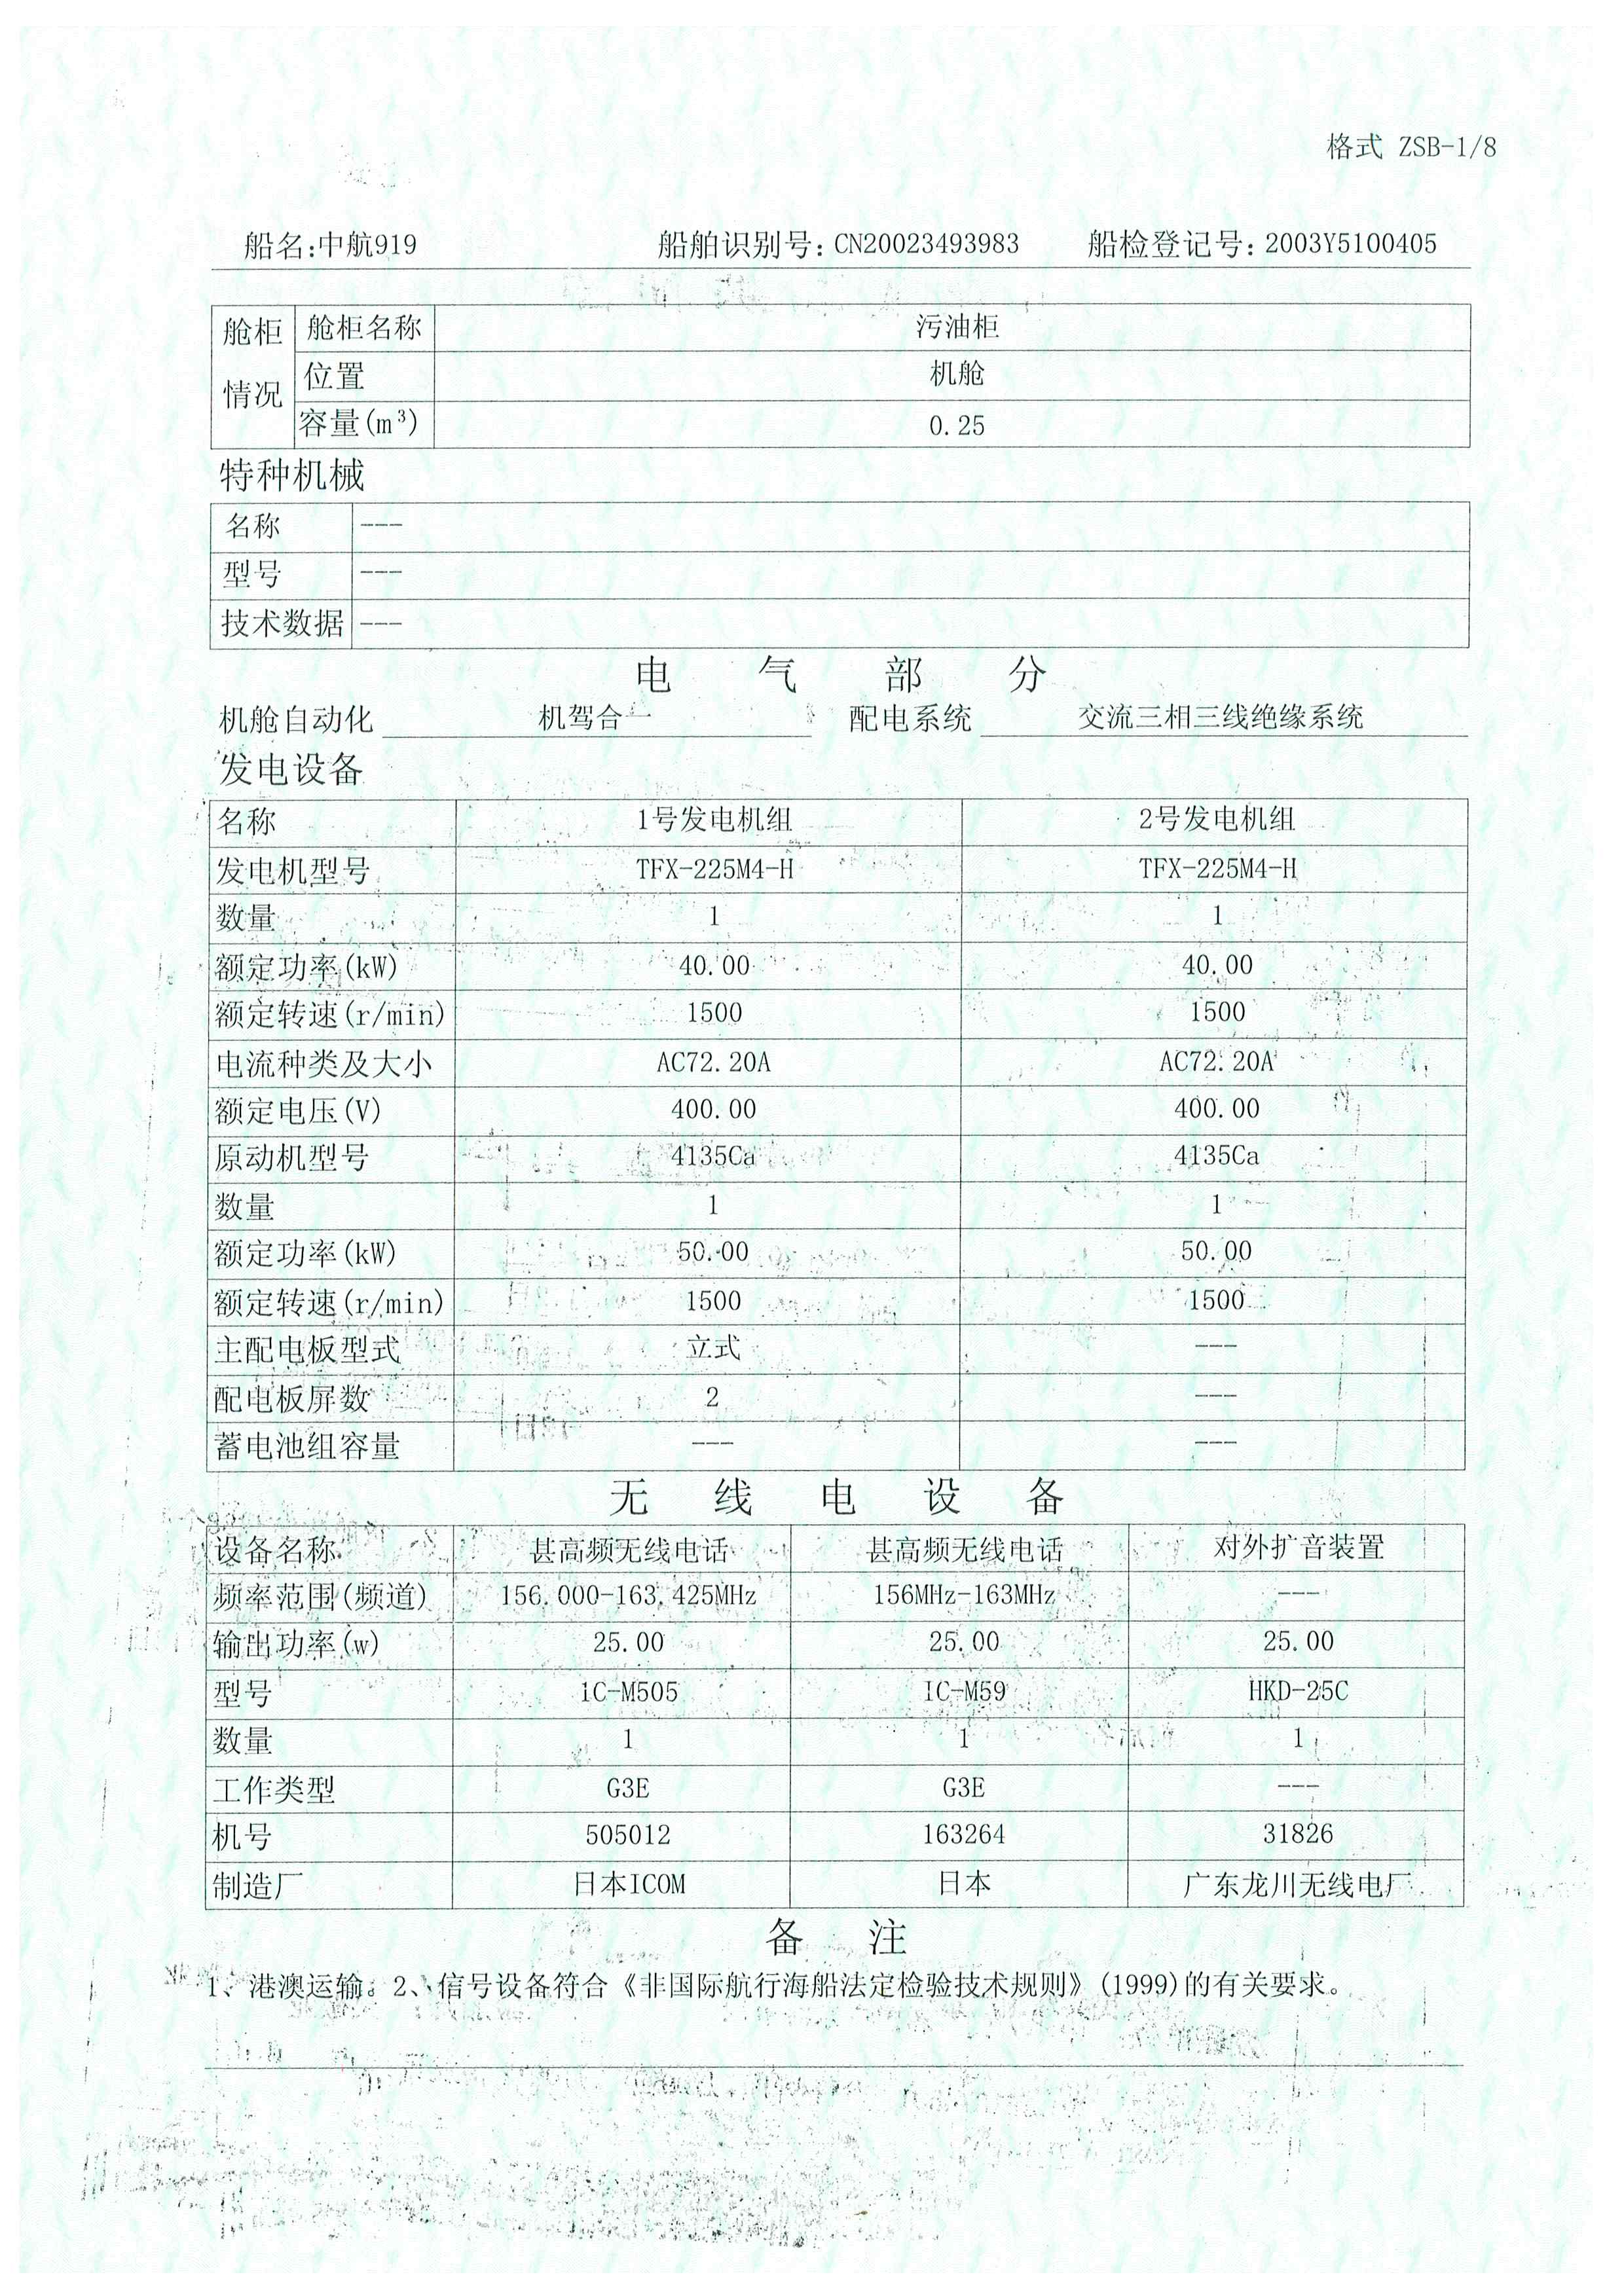 格式 ZSB-1/8
船名:中航919 船舶识别号: CN20023493983 船检登记号: 2003Y5100405
舱柜情况 舱柜名称 污油柜
位置 机舱
容量(m³) 0.25
特种机械
名称 ---
型号 ---
技术数据 ---
电气部分
机舱自动化 机驾合一 配电系统 交流三相三线绝缘系统
发电设备
名称 1号发电机组 2号发电机组
发电机型号 TFX-225M4-H TFX-225M4-H
数量 1 1
额定功率(kW) 40.00 40.00
额定转速(r/min) 1500 1500
电流种类及大小 AC72.20A AC72.20A
额定电压(V) 400.00 400.00
原动机型号 4135Ca 4135Ca
数量 1 1
额定功率(kW) 50.00 50.00
额定转速(r/min) 1500 1500
主配电板型式 立式 ---
配电板屏数 2 ---
蓄电池组容量 --- ---
无线电设备
设备名称 甚高频无线电话 甚高频无线电话 对外扩音装置
频率范围(频道) 156.000-163.425MHz 156MHz-163MHz ---
输出功率(w) 25.00 25.00 25.00
型号 1C-M505 IC-M59 HKD-25C
数量 1 1 1
工作类型 G3E G3E ---
机号 505012 163264 31826
制造厂 日本ICOM 日本 广东龙川无线电厂
备注
1、港澳运输。2、信号设备符合《非国际航行海船法定检验技术规则》(1999)的有关要求。